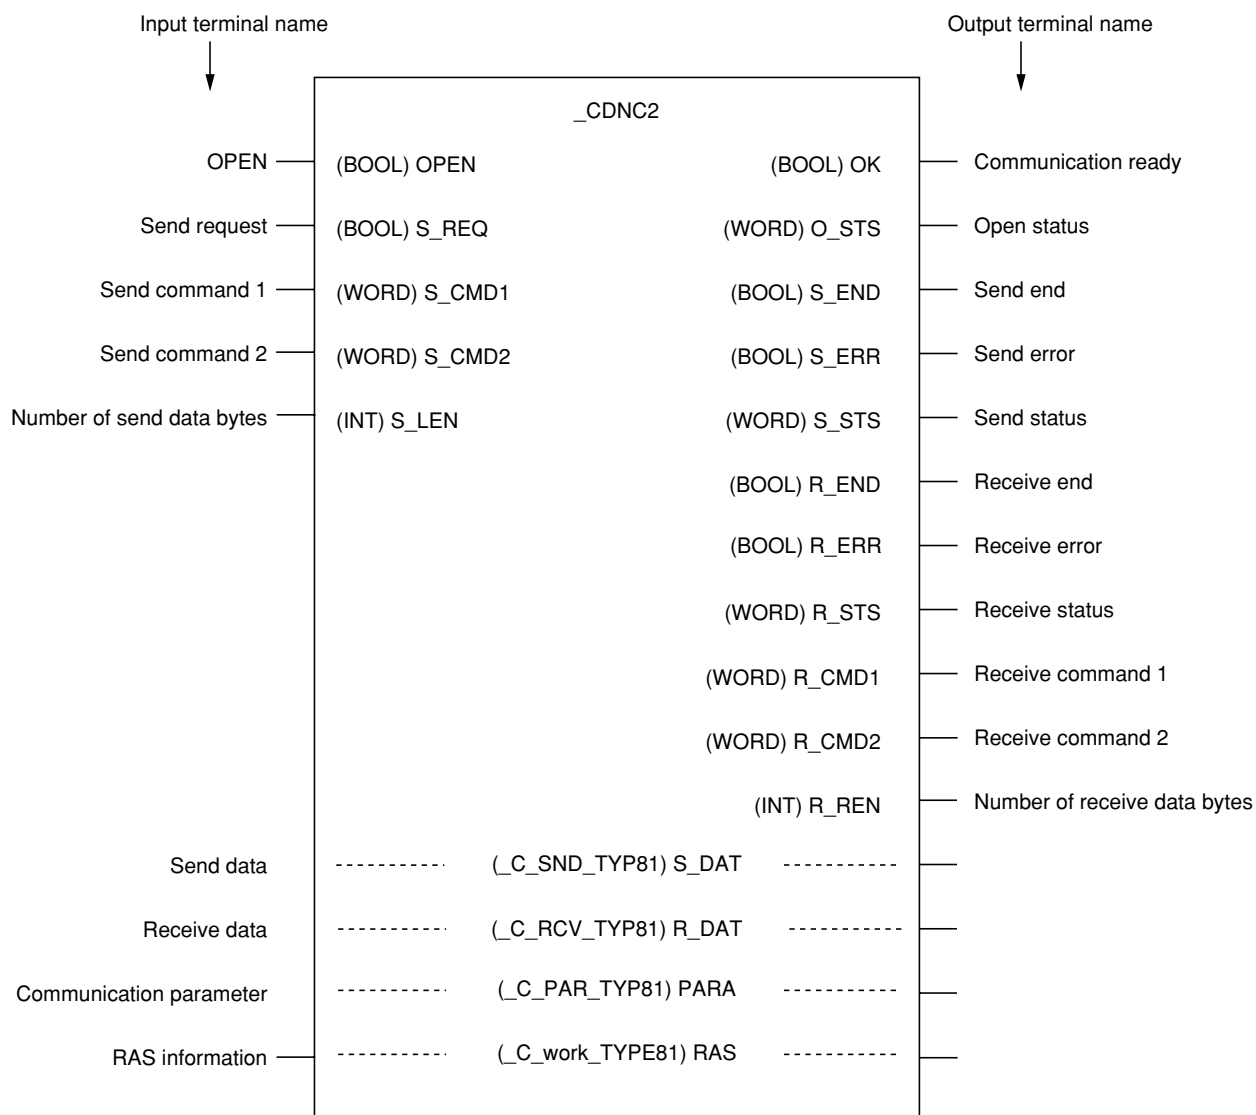 Input terminal name Output terminal name
_CDNC2
OPEN (BOOL) OPEN (BOOL) OK Communication ready
Send request (BOOL) S_REQ (WORD) O_STS Open status
Send command 1 (WORD) S_CMD1 (BOOL) S_END Send end
Send command 2 (WORD) S_CMD2 (BOOL) S_ERR Send error
Number of send data bytes (INT) S_LEN (WORD) S_STS Send status
(BOOL) R_END Receive end
(BOOL) R_ERR Receive error
(WORD) R_STS Receive status
(WORD) R_CMD1 Receive command 1
(WORD) R_CMD2 Receive command 2
(INT) R_REN Number of receive data bytes
Send data (_C_SND_TYP81) S_DAT
Receive data (_C_RCV_TYP81) R_DAT
Communication parameter (_C_PAR_TYP81) PARA
RAS information (_C_work_TYPE81) RAS